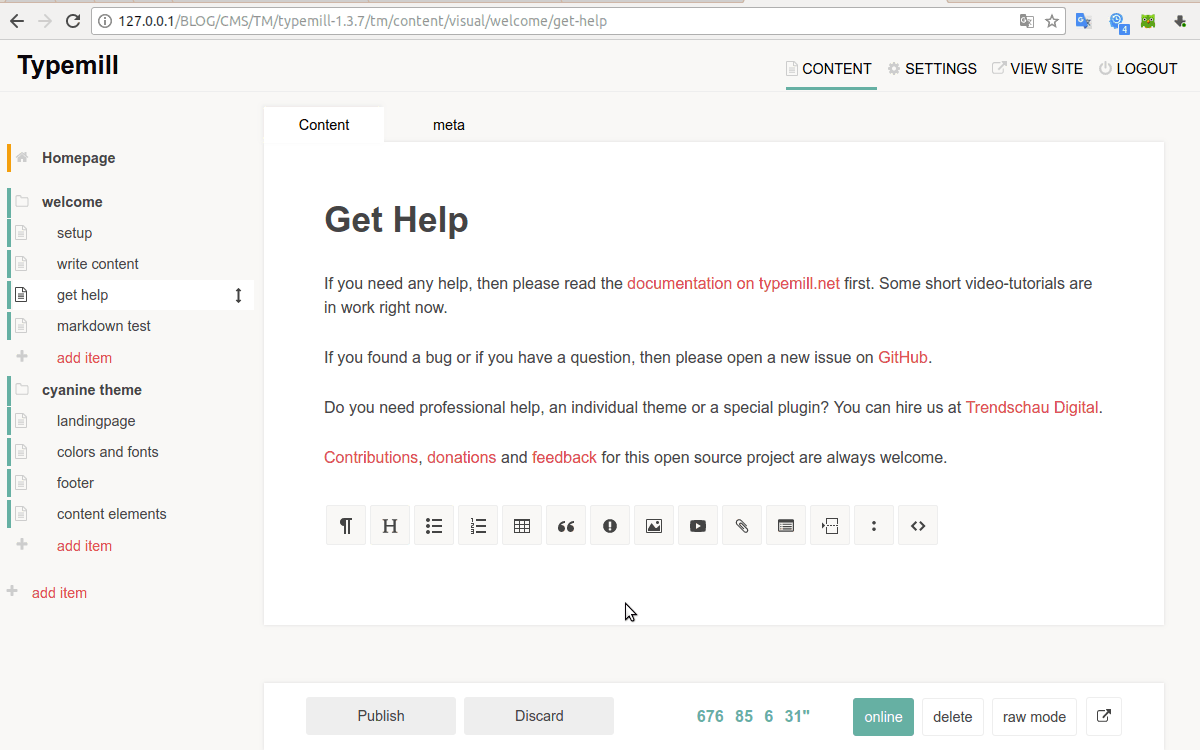 127.0.0.1/BLOG/CMS/TM/typemill-1.3.7/tm/content/visual/welcome/get-help
4
Typemill
CONTENT SETTINGS VIEW SITE LOGOUT
Content meta
Homepage
welcome
setup
write content
get help
markdown test
add item
cyanine theme
landingpage
colors and fonts
footer
content elements
add item
add item
Get Help
If you need any help, then please read the documentation on typemill.net first. Some short video-tutorials are
in work right now.
If you found a bug or if you have a question, then please open a new issue on GitHub.
Do you need professional help, an individual theme or a special plugin? You can hire us at Trendschau Digital.
Contributions, donations and feedback for this open source project are always welcome.
Publish Discard 676 85 6 31" online delete raw mode